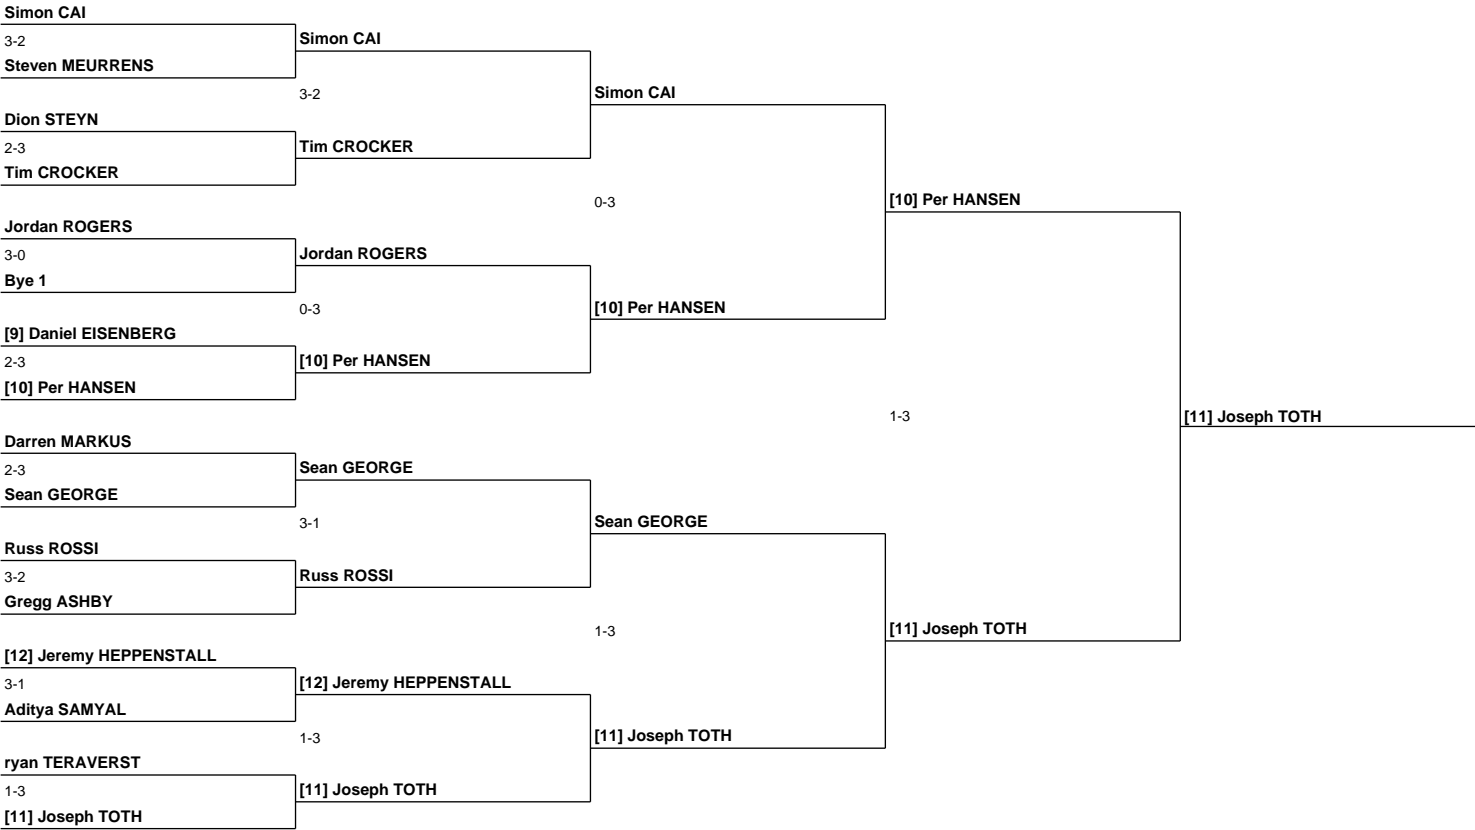 Simon CAI
3-2
Steven MEURRENS
Dion STEYN
2-3
Tim CROCKER
Jordan ROGERS
3-0
Bye 1
[9] Daniel EISENBERG
2-3
[10] Per HANSEN
Darren MARKUS
2-3
Sean GEORGE
Russ ROSSI
3-2
Gregg ASHBY
[12] Jeremy HEPPENSTALL
3-1
Aditya SAMYAL
ryan TERAVERST
1-3
[11] Joseph TOTH
Simon CAI
3-2
Tim CROCKER
Jordan ROGERS
0-3
[10] Per HANSEN
Sean GEORGE
3-1
Russ ROSSI
[12] Jeremy HEPPENSTALL
1-3
[11] Joseph TOTH
Simon CAI
0-3
[10] Per HANSEN
Sean GEORGE
1-3
[11] Joseph TOTH
[10] Per HANSEN
1-3
[11] Joseph TOTH
[11] Joseph TOTH